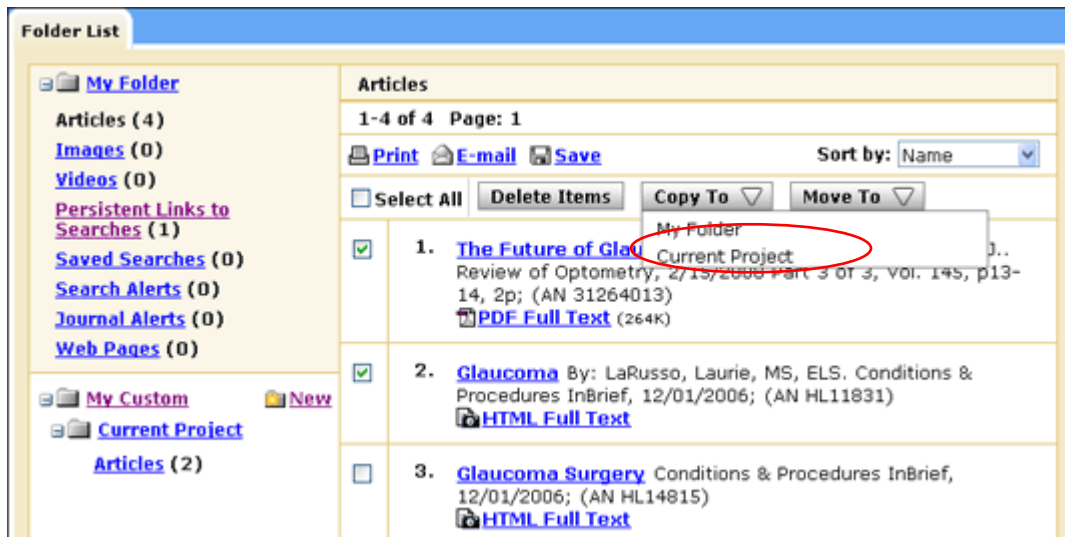 Folder List
My Folder
Articles (4)
Images (0)
Videos (0)
Persistent Links to
Searches (1)
Saved Searches (0)
Search Alerts (0)
Journal Alerts (0)
Web Pages (0)
My Custom New
Current Project
Articles (2)
Articles
1-4 of 4 Page: 1
Print E-mail Save Sort by: Name
Select All Delete Items Copy To Move To
My Folder
Current Project
1. The Future of Glau J..
Review of Optometry, 2/15/2008 Part 3 of 3, Vol. 145, p13-
14, 2p; (AN 31264013)
PDF Full Text (264K)
2. Glaucoma By: LaRusso, Laurie, MS, ELS. Conditions &
Procedures InBrief, 12/01/2006; (AN HL11831)
HTML Full Text
3. Glaucoma Surgery Conditions & Procedures InBrief,
12/01/2006; (AN HL14815)
HTML Full Text